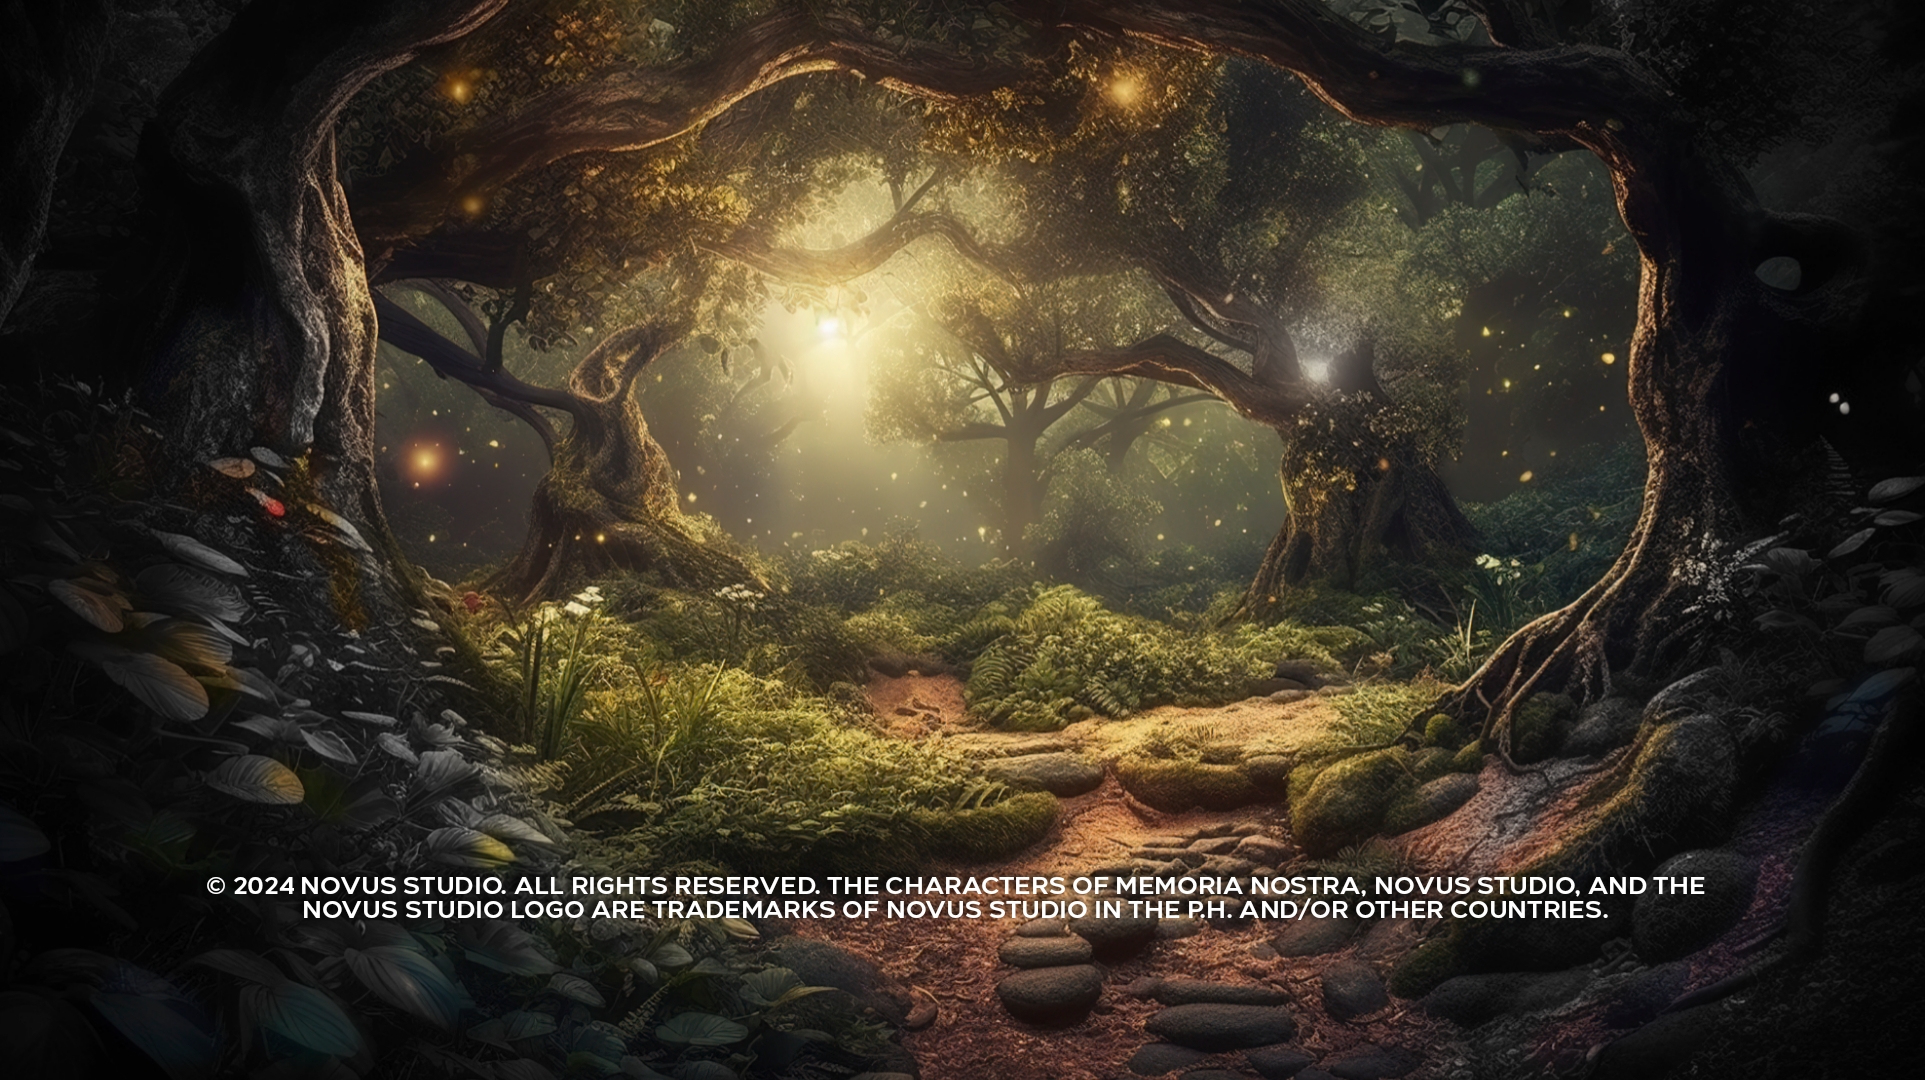 © 2024 NOVUS STUDIO. ALL RIGHTS RESERVED. THE CHARACTERS OF MEMORIA NOSTRA, NOVUS STUDIO, AND THE
NOVUS STUDIO LOGO ARE TRADEMARKS OF NOVUS STUDIO IN THE P.H. AND/OR OTHER COUNTRIES.